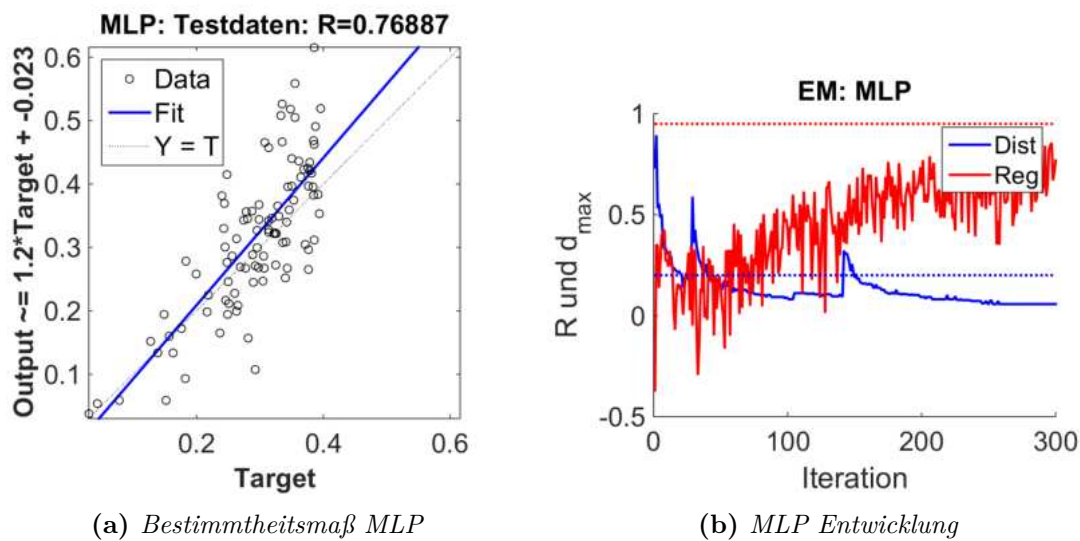 MLP: Testdaten: R=0.76887
Output ~= 1.2*Target + -0.023
0.6
0.5
0.4
0.3
0.2
0.1
Data
Fit
Y = T
0.2
0.4
0.6
Target
(a) Bestimmtheitsmaß MLP
EM: MLP
R und d_max
1
0.5
0
-0.5
Dist
Reg
0
100
200
300
Iteration
(b) MLP Entwicklung